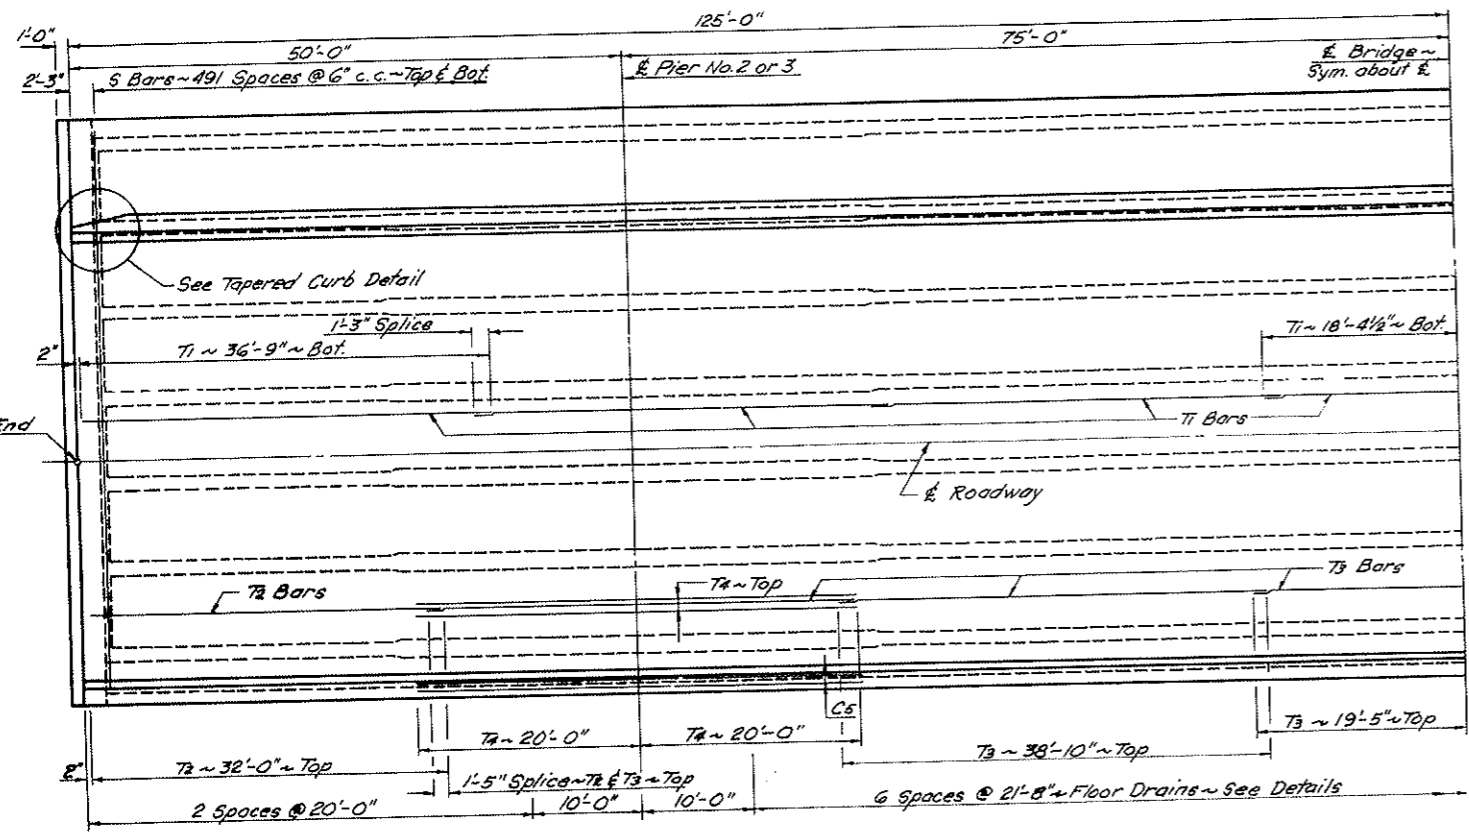 125'-0"
1'-0"
50'-0"
75'-0"
℄ Bridge ~
Sym. about ℄
℄ Pier No. 2 or 3
2'-3"
S Bars ~ 491 Spaces @ 6" c.c. ~ Top & Bot.
See Tapered Curb Detail
1'-3" Splice
T1 ~ 18'-4½" ~ Bot.
2"
T1 ~ 36'-9" ~ Bot.
T1 Bars
End
℄ Roadway
T2 Bars
T4 ~ Top
T3 Bars
C5
T4 ~ 20'-0"
T4 ~ 20'-0"
T3 ~ 19'-5" ~ Top
2"
T2 ~ 32'-0" ~ Top
T3 ~ 38'-10" ~ Top
1'-5" Splice ~ T2 & T3 ~ Top
2 Spaces @ 20'-0"
10'-0"
10'-0"
6 Spaces @ 21'-8" ~ Floor Drains ~ See Details